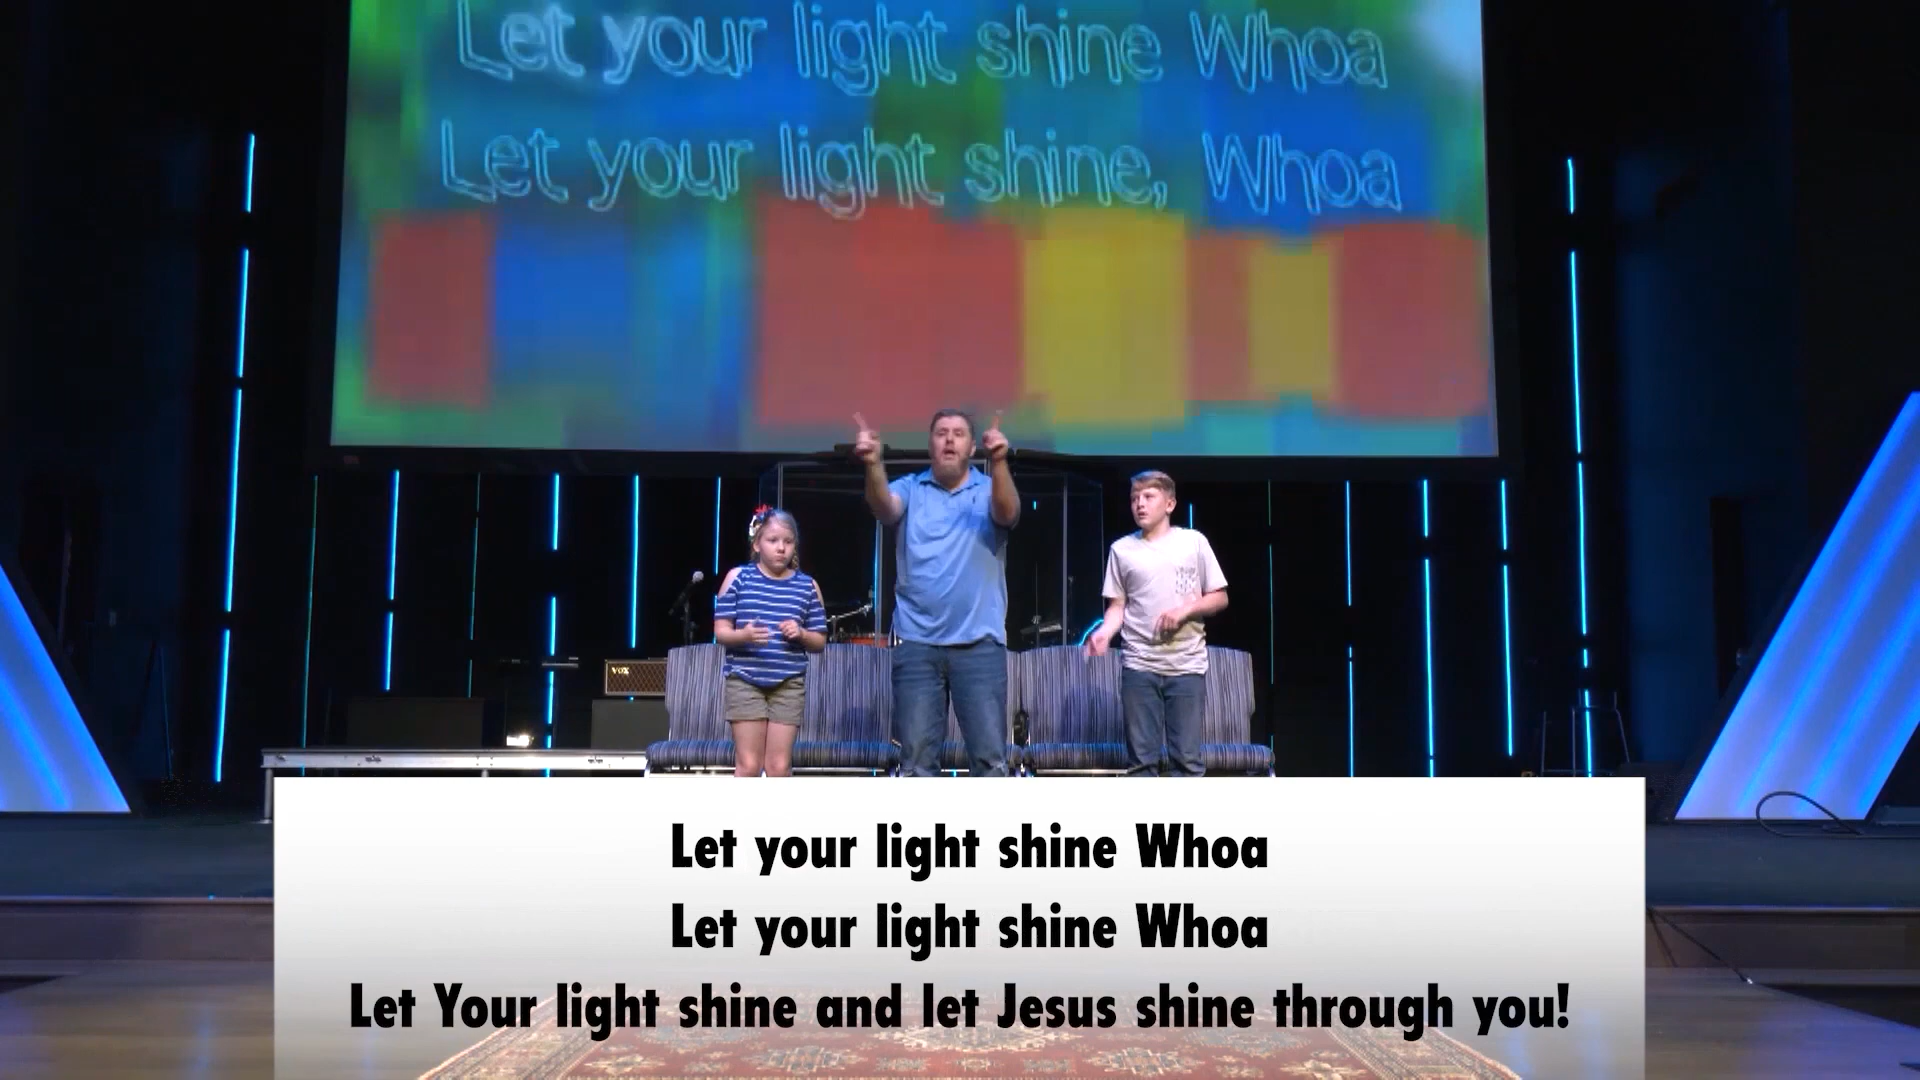 Let your light shine Whoa
Let your light shine, Whoa
VOX
Let your light shine Whoa
Let your light shine Whoa
Let Your light shine and let Jesus shine through you!